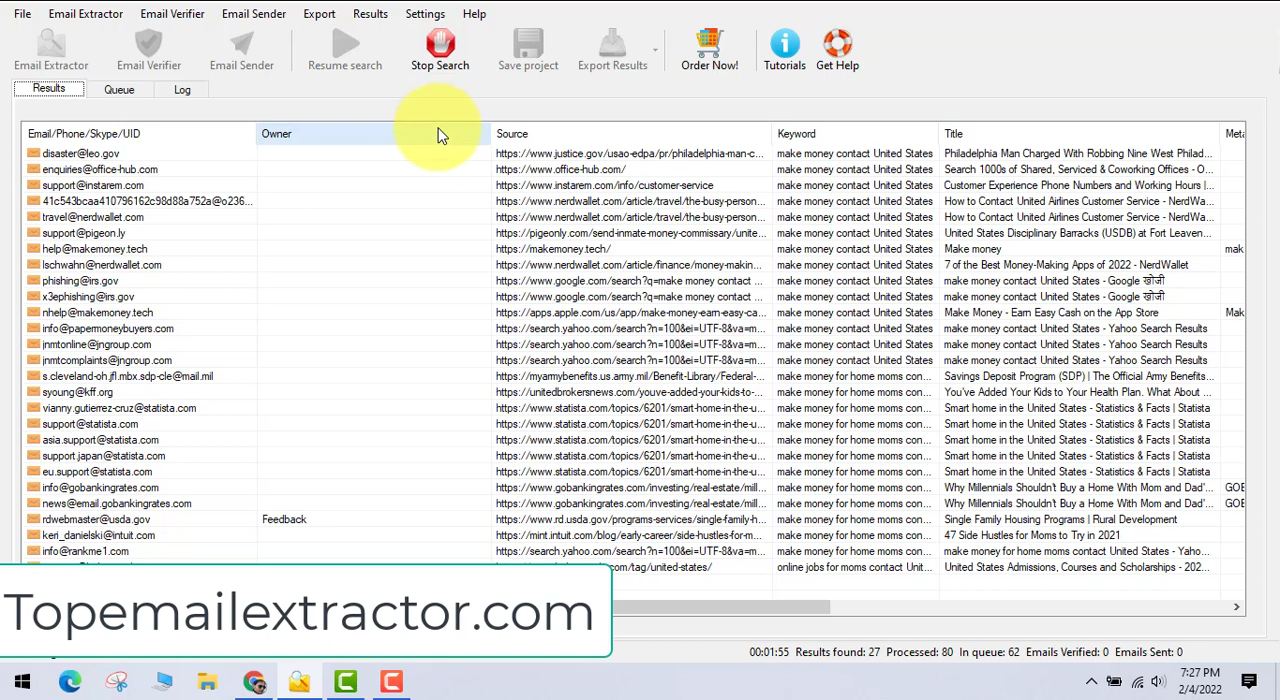 File Email Extractor Email Verifier Email Sender Export Results Settings Help
Email Extractor Email Verifier Email Sender Resume search Stop Search Save project Export Results Order Now! Tutorials Get Help
Results Queue Log
Email/Phone/Skype/UID Owner Source Keyword Title Meta
disaster@leo.gov https://www.justice.gov/usao-edpa/pr/philadelphia-man-c... make money contact United States Philadelphia Man Charged With Robbing Nine West Philad...
enquiries@office-hub.com https://www.office-hub.com/ make money contact United States Search 1000s of Shared, Serviced & Coworking Offices - O...
support@instarem.com https://www.instarem.com/info/customer-service make money contact United States Customer Experience Phone Numbers and Working Hours |...
41c543bcaa410796162c98d88a752a@o236... https://www.nerdwallet.com/article/travel/the-busy-person... make money contact United States How to Contact United Airlines Customer Service - NerdWa...
travel@nerdwallet.com https://www.nerdwallet.com/article/travel/the-busy-person... make money contact United States How to Contact United Airlines Customer Service - NerdWa...
support@pigeon.ly https://pigeonly.com/send-inmate-money-commissary/unite... make money contact United States United States Disciplinary Barracks (USDB) at Fort Leaven...
help@makemoney.tech https://makemoney.tech/ make money contact United States Make money mak
lschwahn@nerdwallet.com https://www.nerdwallet.com/article/finance/money-makin... make money contact United States 7 of the Best Money-Making Apps of 2022 - NerdWallet
phishing@irs.gov https://www.google.com/search?q=make money contact ... make money contact United States make money contact United States - Google खोजी
x3ephishing@irs.gov https://www.google.com/search?q=make money contact ... make money contact United States make money contact United States - Google खोजी
nhelp@makemoney.tech https://apps.apple.com/us/app/make-money-earn-easy-ca... make money contact United States Make Money - Earn Easy Cash on the App Store Mak
info@papermoneybuyers.com https://search.yahoo.com/search?n=100&ei=UTF-8&va=m... make money contact United States make money contact United States - Yahoo Search Results
jnmtonline@jngroup.com https://search.yahoo.com/search?n=100&ei=UTF-8&va=m... make money contact United States make money contact United States - Yahoo Search Results
jnmtcomplaints@jngroup.com https://search.yahoo.com/search?n=100&ei=UTF-8&va=m... make money contact United States make money contact United States - Yahoo Search Results
s.cleveland-oh.jfl.mbx.sdp-cle@mail.mil https://myarmybenefits.us.army.mil/Benefit-Library/Federal-... make money contact United States Savings Deposit Program (SDP) | The Official Army Benefits...
syoung@kff.org https://unitedbrokersnews.com/youve-added-your-kids-to-... make money for home moms con... You've Added Your Kids to Your Health Plan. What About ...
vianny.gutierrez-cruz@statista.com https://www.statista.com/topics/6201/smart-home-in-the-u... make money for home moms con... Smart home in the United States - Statistics & Facts | Statista
support@statista.com https://www.statista.com/topics/6201/smart-home-in-the-u... make money for home moms con... Smart home in the United States - Statistics & Facts | Statista
asia.support@statista.com https://www.statista.com/topics/6201/smart-home-in-the-u... make money for home moms con... Smart home in the United States - Statistics & Facts | Statista
support.japan@statista.com https://www.statista.com/topics/6201/smart-home-in-the-u... make money for home moms con... Smart home in the United States - Statistics & Facts | Statista
eu.support@statista.com https://www.statista.com/topics/6201/smart-home-in-the-u... make money for home moms con... Smart home in the United States - Statistics & Facts | Statista
info@gobankingrates.com https://www.gobankingrates.com/investing/real-estate/mill... make money for home moms con... Why Millennials Shouldn't Buy a Home With Mom and Dad'... GOB
news@email.gobankingrates.com https://www.gobankingrates.com/investing/real-estate/mill... make money for home moms con... Why Millennials Shouldn't Buy a Home With Mom and Dad'... GOB
rdwebmaster@usda.gov Feedback https://www.rd.usda.gov/programs-services/single-family-h... make money for home moms con... Single Family Housing Programs | Rural Development
keri_danielski@intuit.com https://mint.intuit.com/blog/early-career/side-hustles-for-m... make money for home moms con... 47 Side Hustles for Moms to Try in 2021
info@rankme1.com https://search.yahoo.com/search?n=100&ei=UTF-8&va=m... make money for home moms con... make money for home moms contact United States - Yaho...
com/tag/united-states/ online jobs for moms contact Unit... United States Admissions, Courses and Scholarships - 202...
Topemailextractor.com
00:01:55 Results found: 27 Processed: 80 In queue: 62 Emails Verified: 0 Emails Sent: 0
7:27 PM
2/4/2022